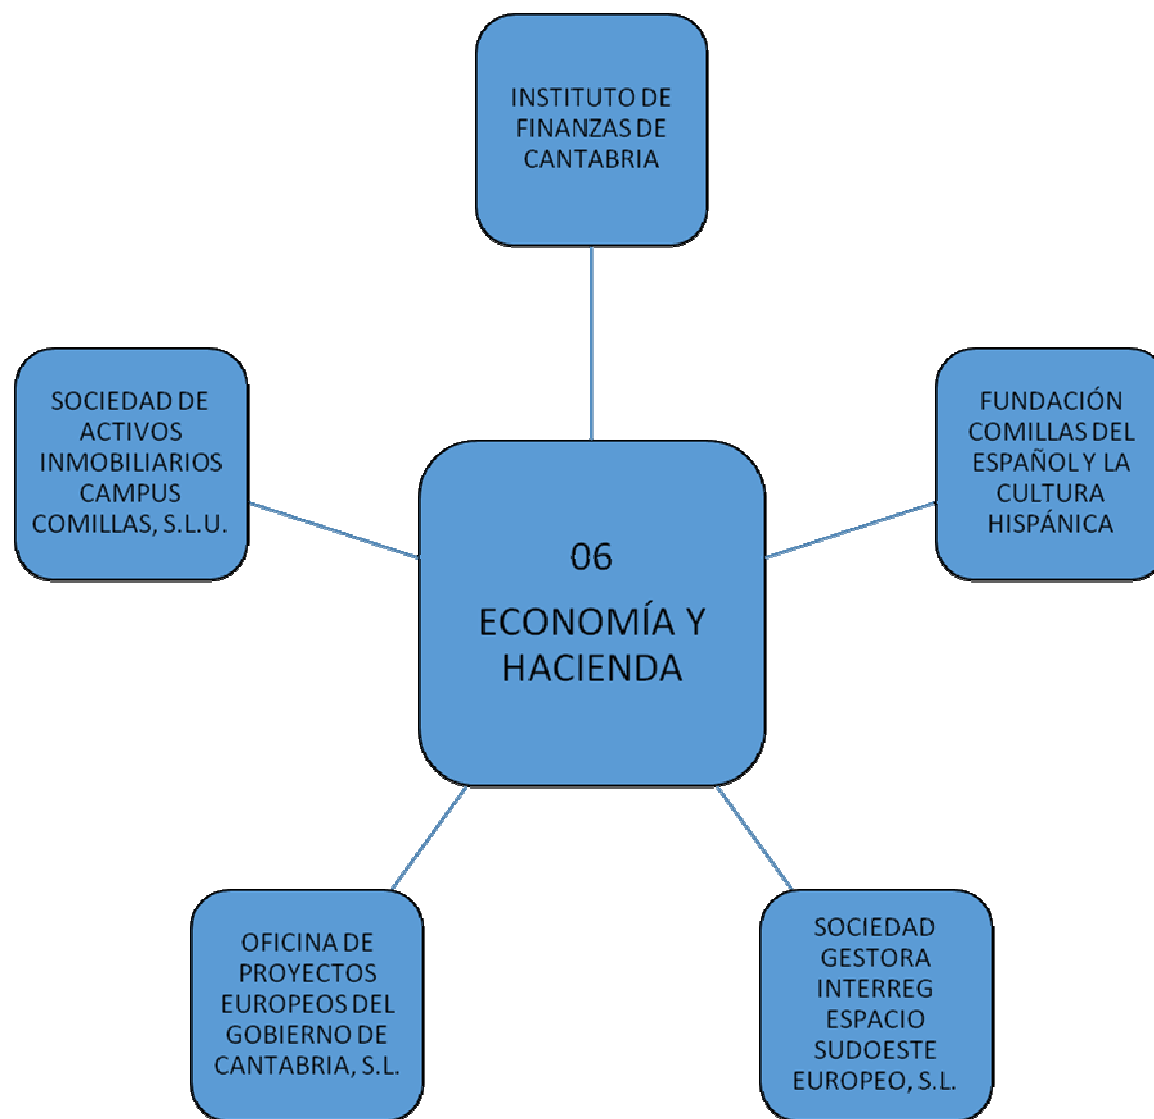 INSTITUTO DE
FINANZAS DE
CANTABRIA
SOCIEDAD DE
ACTIVOS
INMOBILIARIOS
CAMPUS
COMILLAS, S.L.U.
FUNDACIÓN
COMILLAS DEL
ESPAÑOL Y LA
CULTURA
HISPÁNICA
06
ECONOMÍA Y
HACIENDA
OFICINA DE
PROYECTOS
EUROPEOS DEL
GOBIERNO DE
CANTABRIA, S.L.
SOCIEDAD
GESTORA
INTERREG
ESPACIO
SUDOESTE
EUROPEO, S.L.